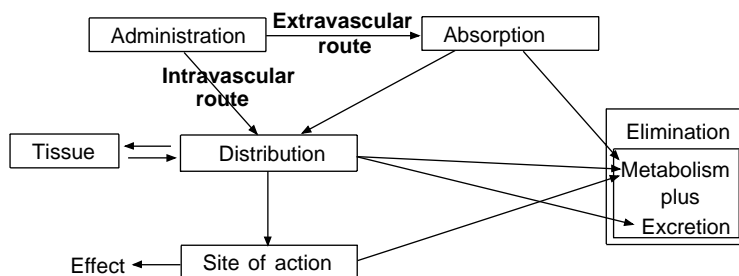 Administration
Extravascular
route
Absorption
Intravascular
route
Tissue
Distribution
Elimination
Metabolism
plus
Excretion
Effect
Site of action